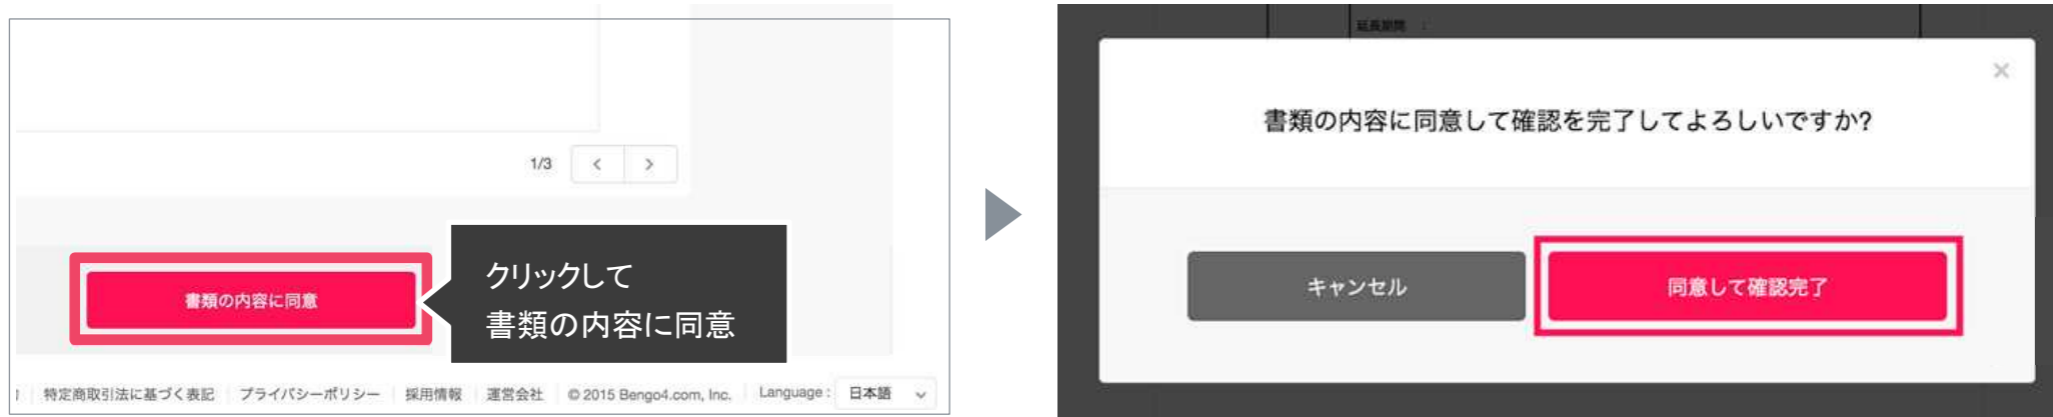 1/3
書類の内容に同意
クリックして
書類の内容に同意
特定商取引法に基づく表記 プライバシーポリシー 採用情報 運営会社 © 2015 Bengo4.com, Inc. Language : 日本語
延長期間 :
書類の内容に同意して確認を完了してよろしいですか?
キャンセル
同意して確認完了